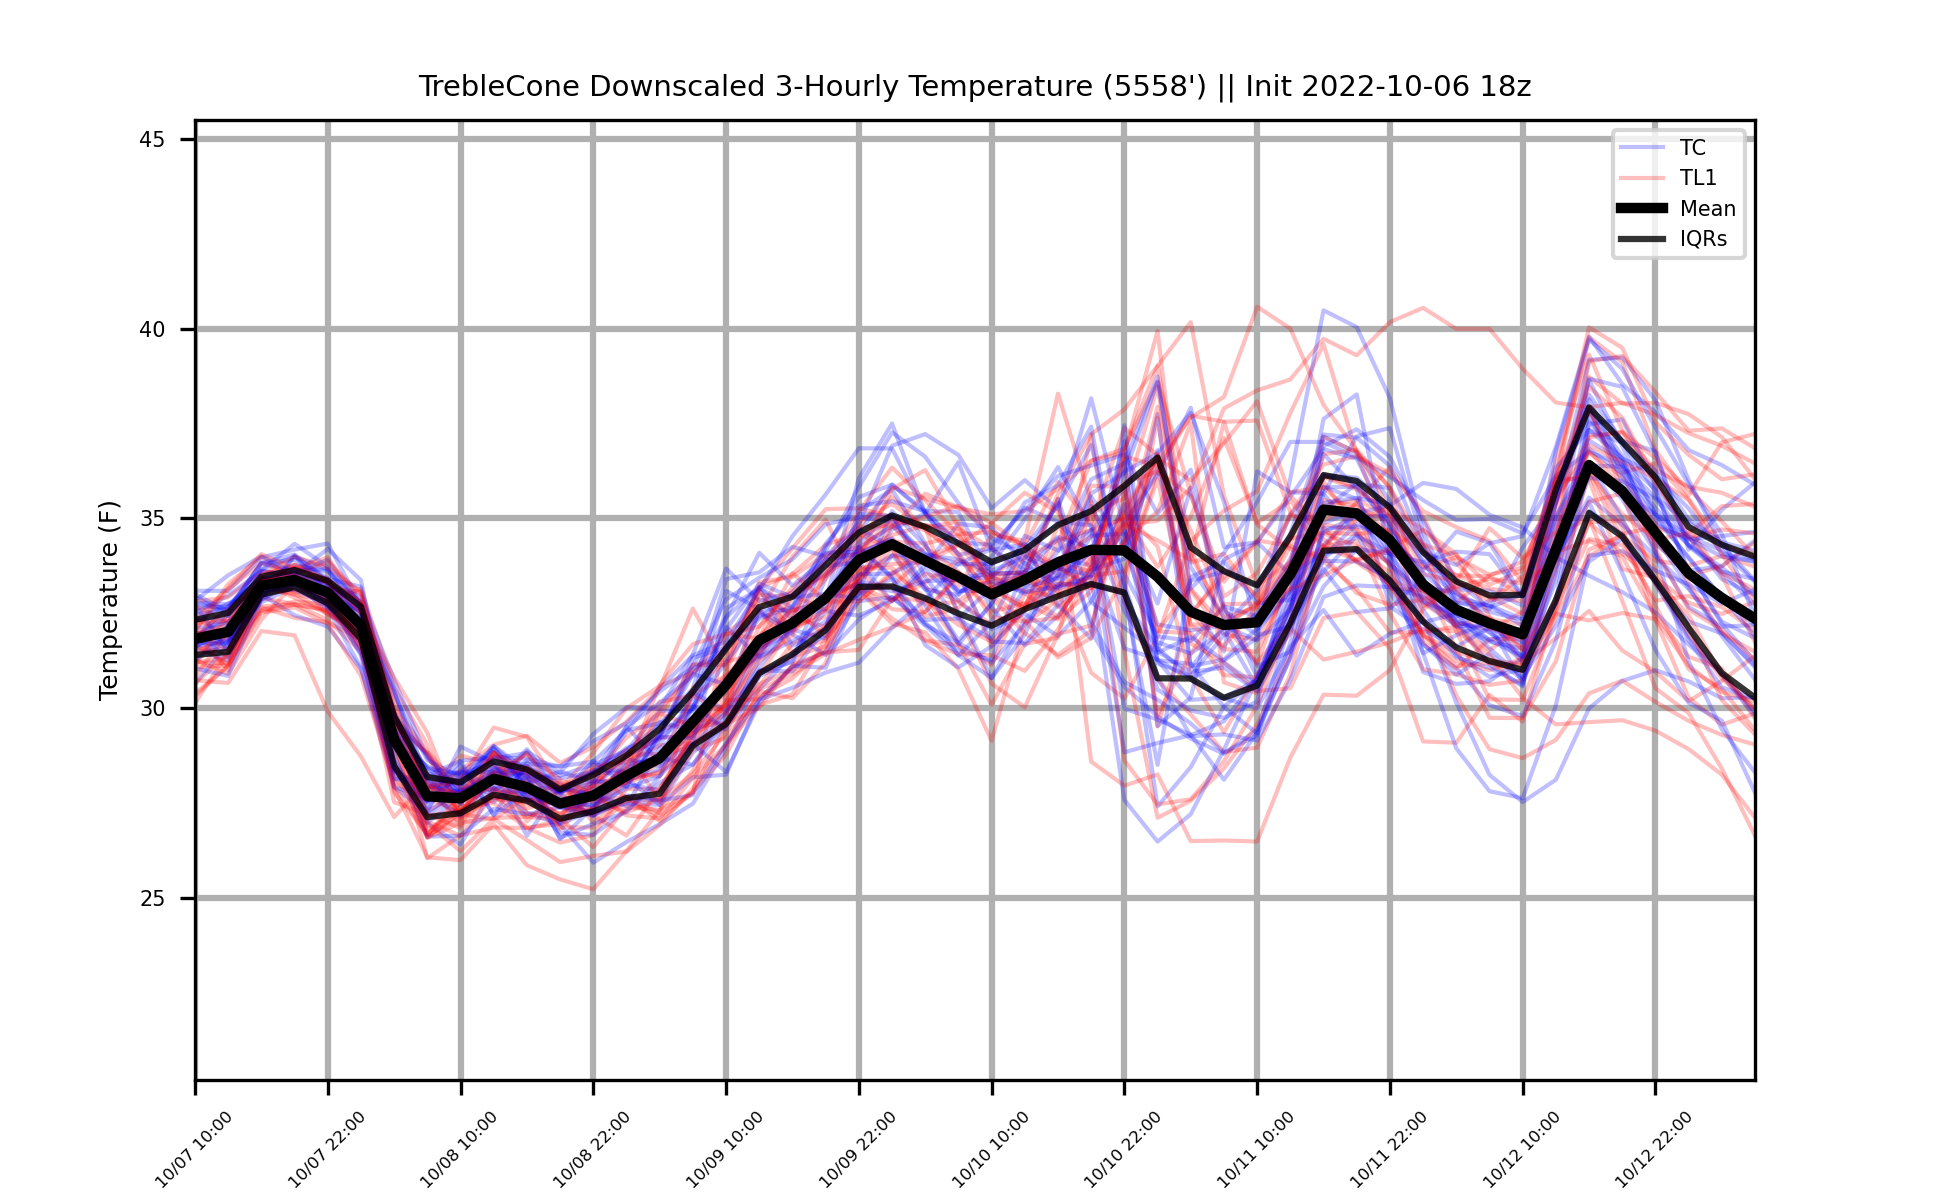 TrebleCone Downscaled 3-Hourly Temperature (5558') || Init 2022-10-06 18z
TC
TL1
Mean
IQRs
Temperature (F)
45
40
35
30
25
10/07 10:00
10/07 22:00
10/08 10:00
10/08 22:00
10/09 10:00
10/09 22:00
10/10 10:00
10/10 22:00
10/11 10:00
10/11 22:00
10/12 10:00
10/12 22:00